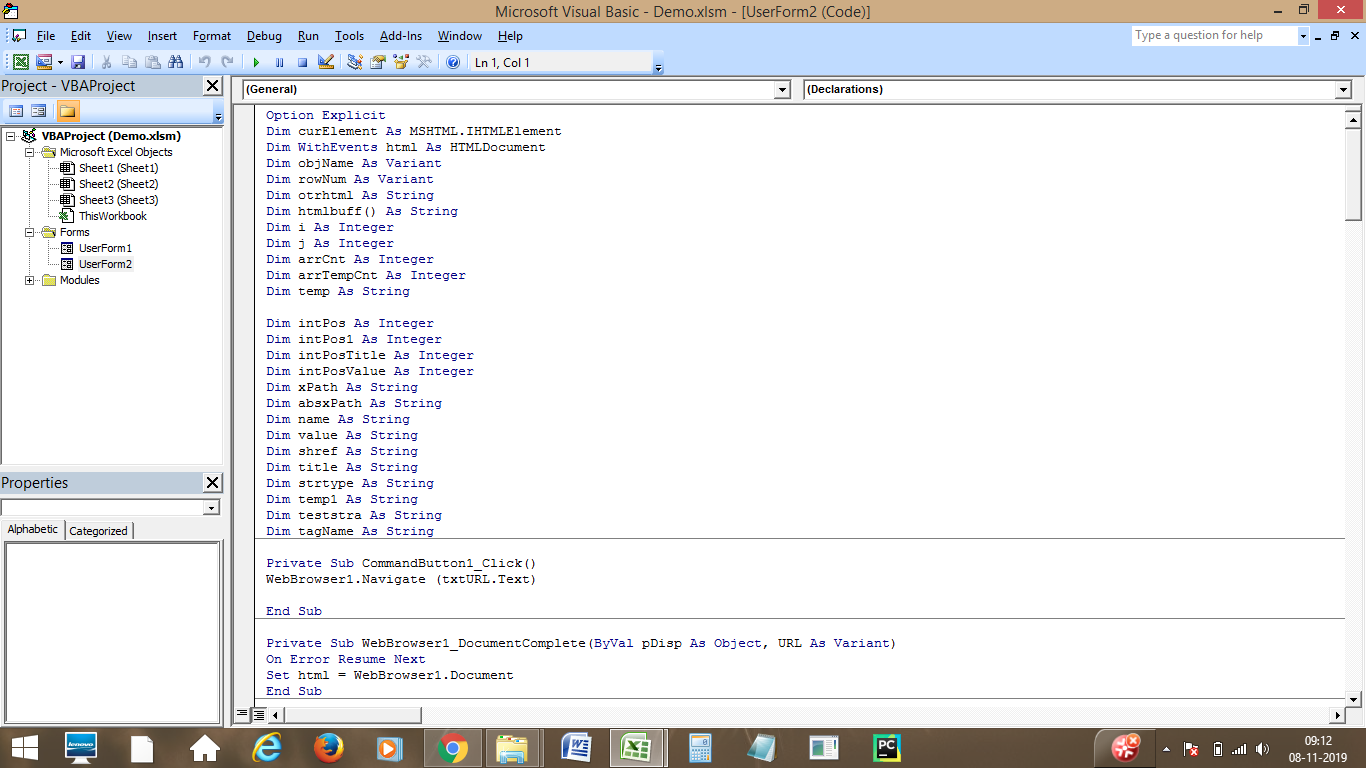 Microsoft Visual Basic - Demo.xlsm - [UserForm2 (Code)]
File Edit View Insert Format Debug Run Tools Add-Ins Window Help
Type a question for help
Ln 1, Col 1
Project - VBAProject
VBAProject (Demo.xlsm)
Microsoft Excel Objects
Sheet1 (Sheet1)
Sheet2 (Sheet2)
Sheet3 (Sheet3)
ThisWorkbook
Forms
UserForm1
UserForm2
Modules
Properties
Alphabetic Categorized
(General)
(Declarations)
Option Explicit
Dim curElement As MSHTML.IHTMLElement
Dim WithEvents html As HTMLDocument
Dim objName As Variant
Dim rowNum As Variant
Dim otrhtml As String
Dim htmlbuff() As String
Dim i As Integer
Dim j As Integer
Dim arrCnt As Integer
Dim arrTempCnt As Integer
Dim temp As String
Dim intPos As Integer
Dim intPos1 As Integer
Dim intPosTitle As Integer
Dim intPosValue As Integer
Dim xPath As String
Dim absxPath As String
Dim name As String
Dim value As String
Dim shref As String
Dim title As String
Dim strtype As String
Dim temp1 As String
Dim teststra As String
Dim tagName As String
Private Sub CommandButton1_Click()
WebBrowser1.Navigate (txtURL.Text)
End Sub
Private Sub WebBrowser1_DocumentComplete(ByVal pDisp As Object, URL As Variant)
On Error Resume Next
Set html = WebBrowser1.Document
End Sub
lenovo
PC
09:12
08-11-2019